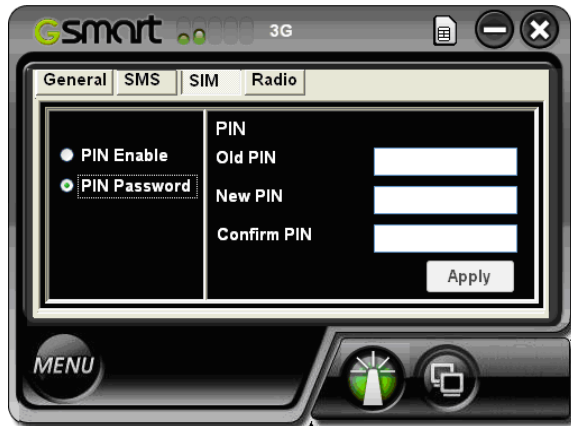 Gsmart 3G
General SMS SIM Radio
PIN
PIN Enable
Old PIN
PIN Password
New PIN
Confirm PIN
Apply
MENU